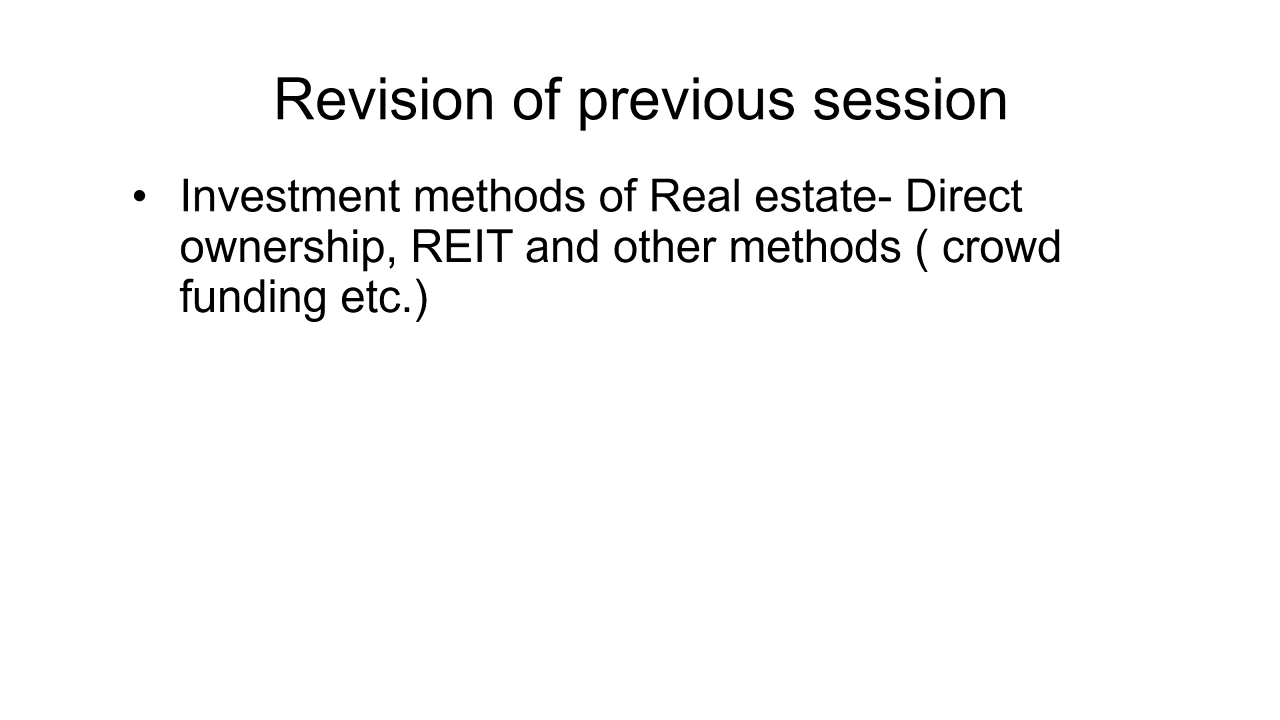 Revision of previous session
• Investment methods of Real estate- Direct
ownership, REIT and other methods ( crowd
funding etc.)